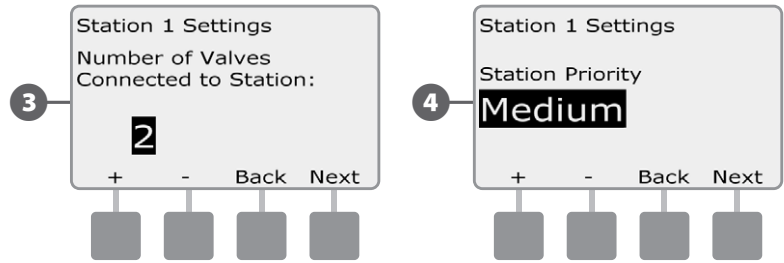 3
Station 1 Settings
Number of Valves
Connected to Station:
2
+ - Back Next
4
Station 1 Settings
Station Priority
Medium
+ - Back Next